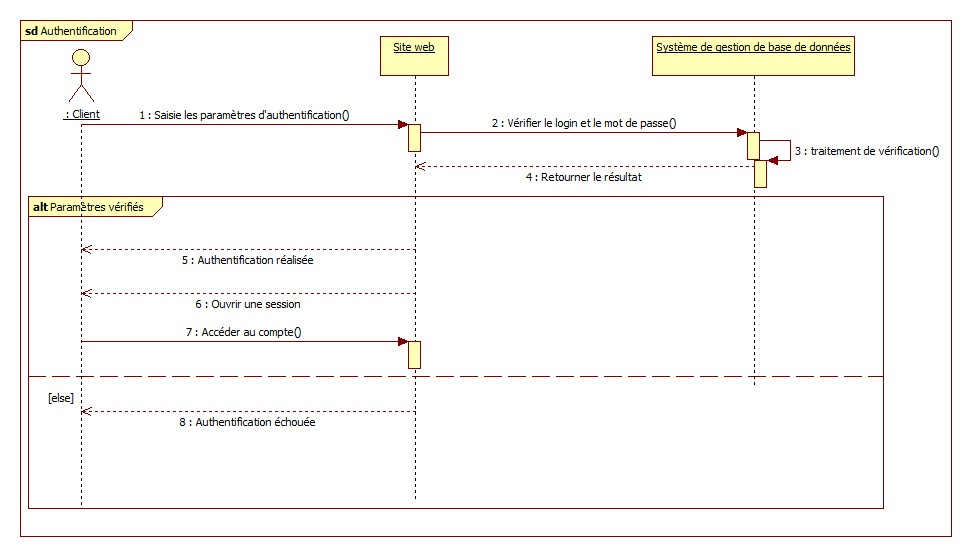 sd Authentification
Site web
Système de gestion de base de données
: Client
1 : Saisie les paramètres d'authentification()
2 : Vérifier le login et le mot de passe()
3 : traitement de vérification()
4 : Retourner le résultat
alt Paramètres vérifiés
5 : Authentification réalisée
6 : Ouvrir une session
7 : Accéder au compte()
[else]
8 : Authentification échouée